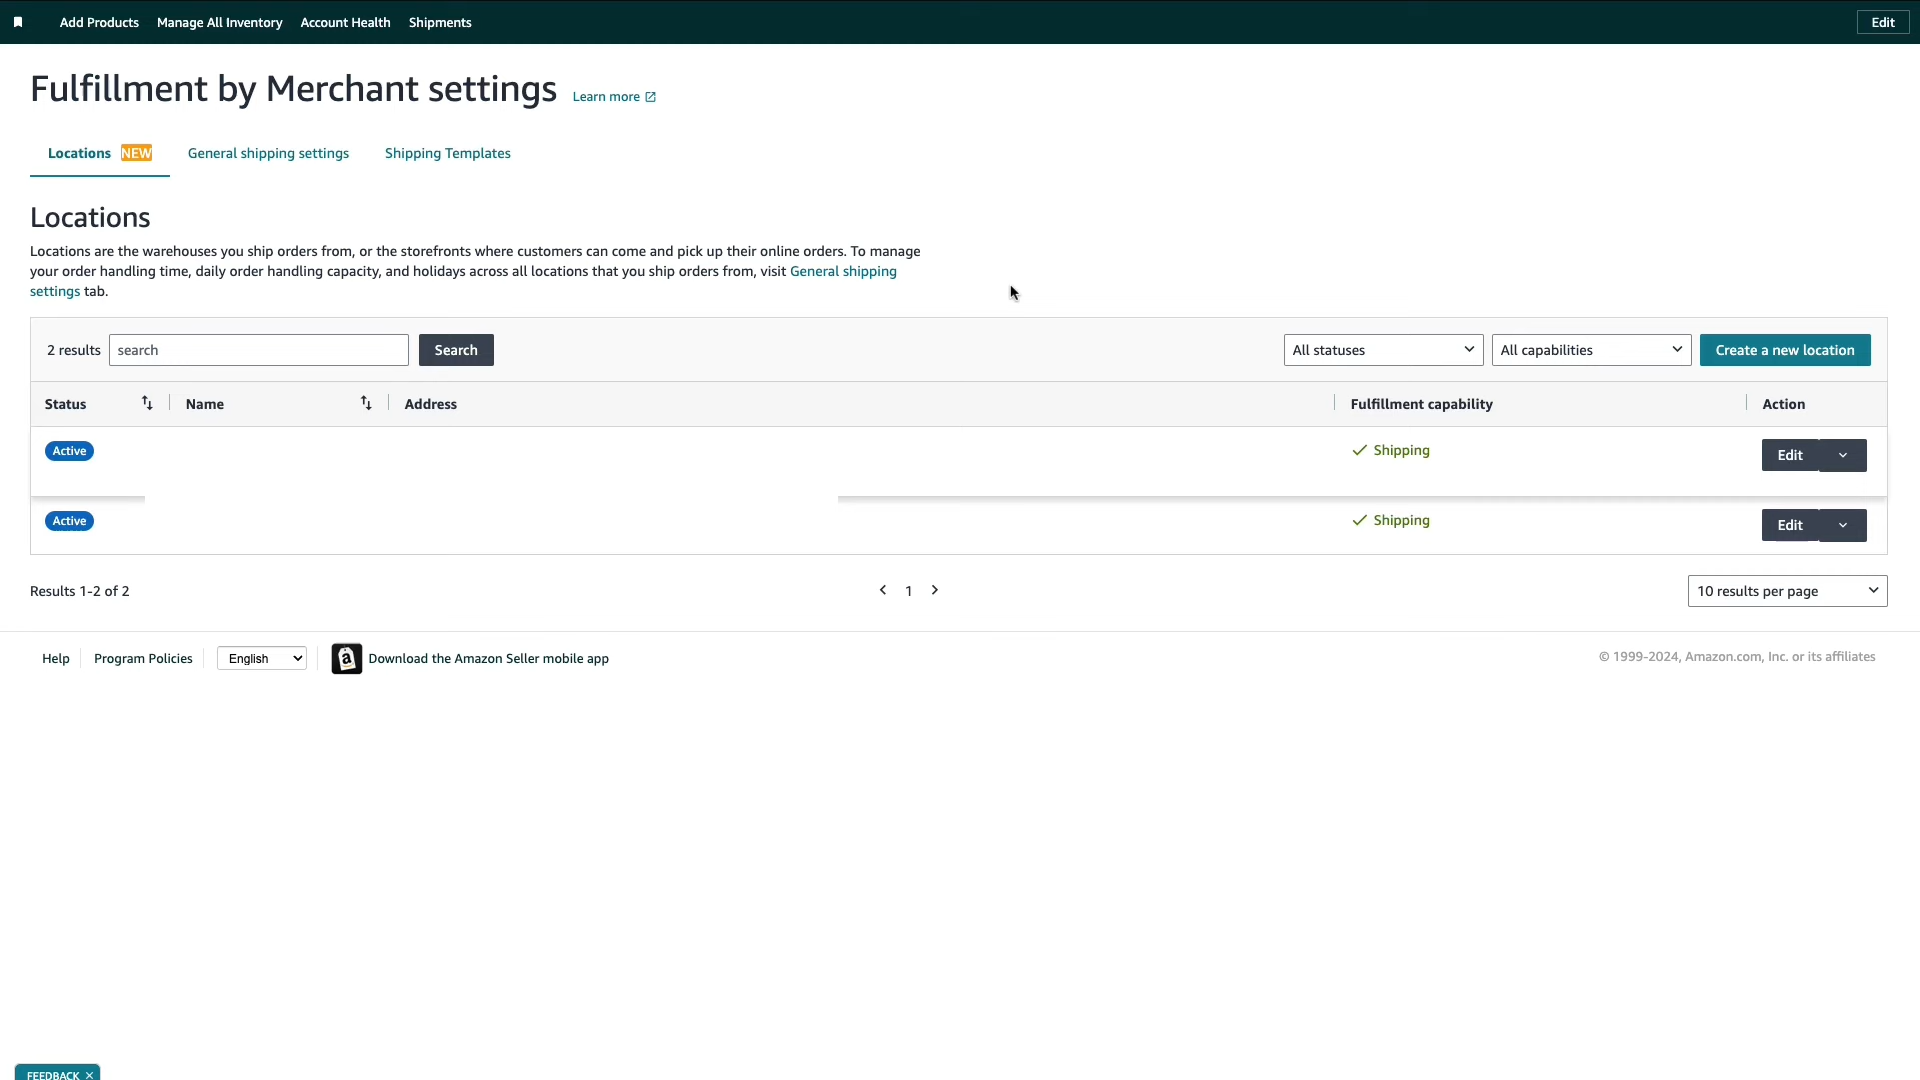 Add Products Manage All Inventory Account Health Shipments Edit
Fulfillment by Merchant settings Learn more
Locations NEW General shipping settings Shipping Templates
Locations
Locations are the warehouses you ship orders from, or the storefronts where customers can come and pick up their online orders. To manage
your order handling time, daily order handling capacity, and holidays across all locations that you ship orders from, visit General shipping
settings tab.
2 results search Search All statuses All capabilities Create a new location
Status Name Address Fulfillment capability Action
Active Shipping Edit
Active Shipping Edit
Results 1-2 of 2 1 10 results per page
Help Program Policies English a Download the Amazon Seller mobile app © 1999-2024, Amazon.com, Inc. or its affiliates
FEEDBACK